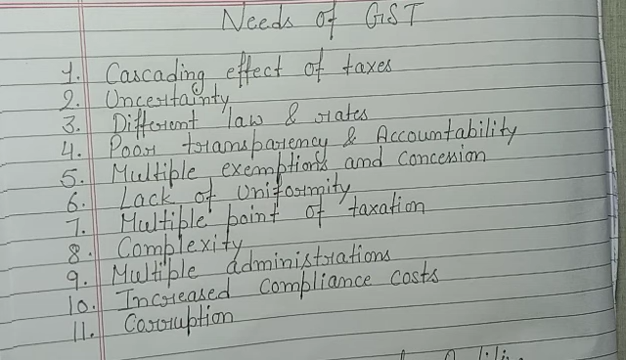 Needs of GST
1. Cascading effect of taxes
2. Uncertainty
3. Different law & rates
4. Poor transparency & Accountability
5. Multiple exemptions and Concession
6. Lack of Uniformity
7. Multiple point of taxation
8. Complexity
9. Multiple administrations
10. Increased compliance costs
11. Corruption